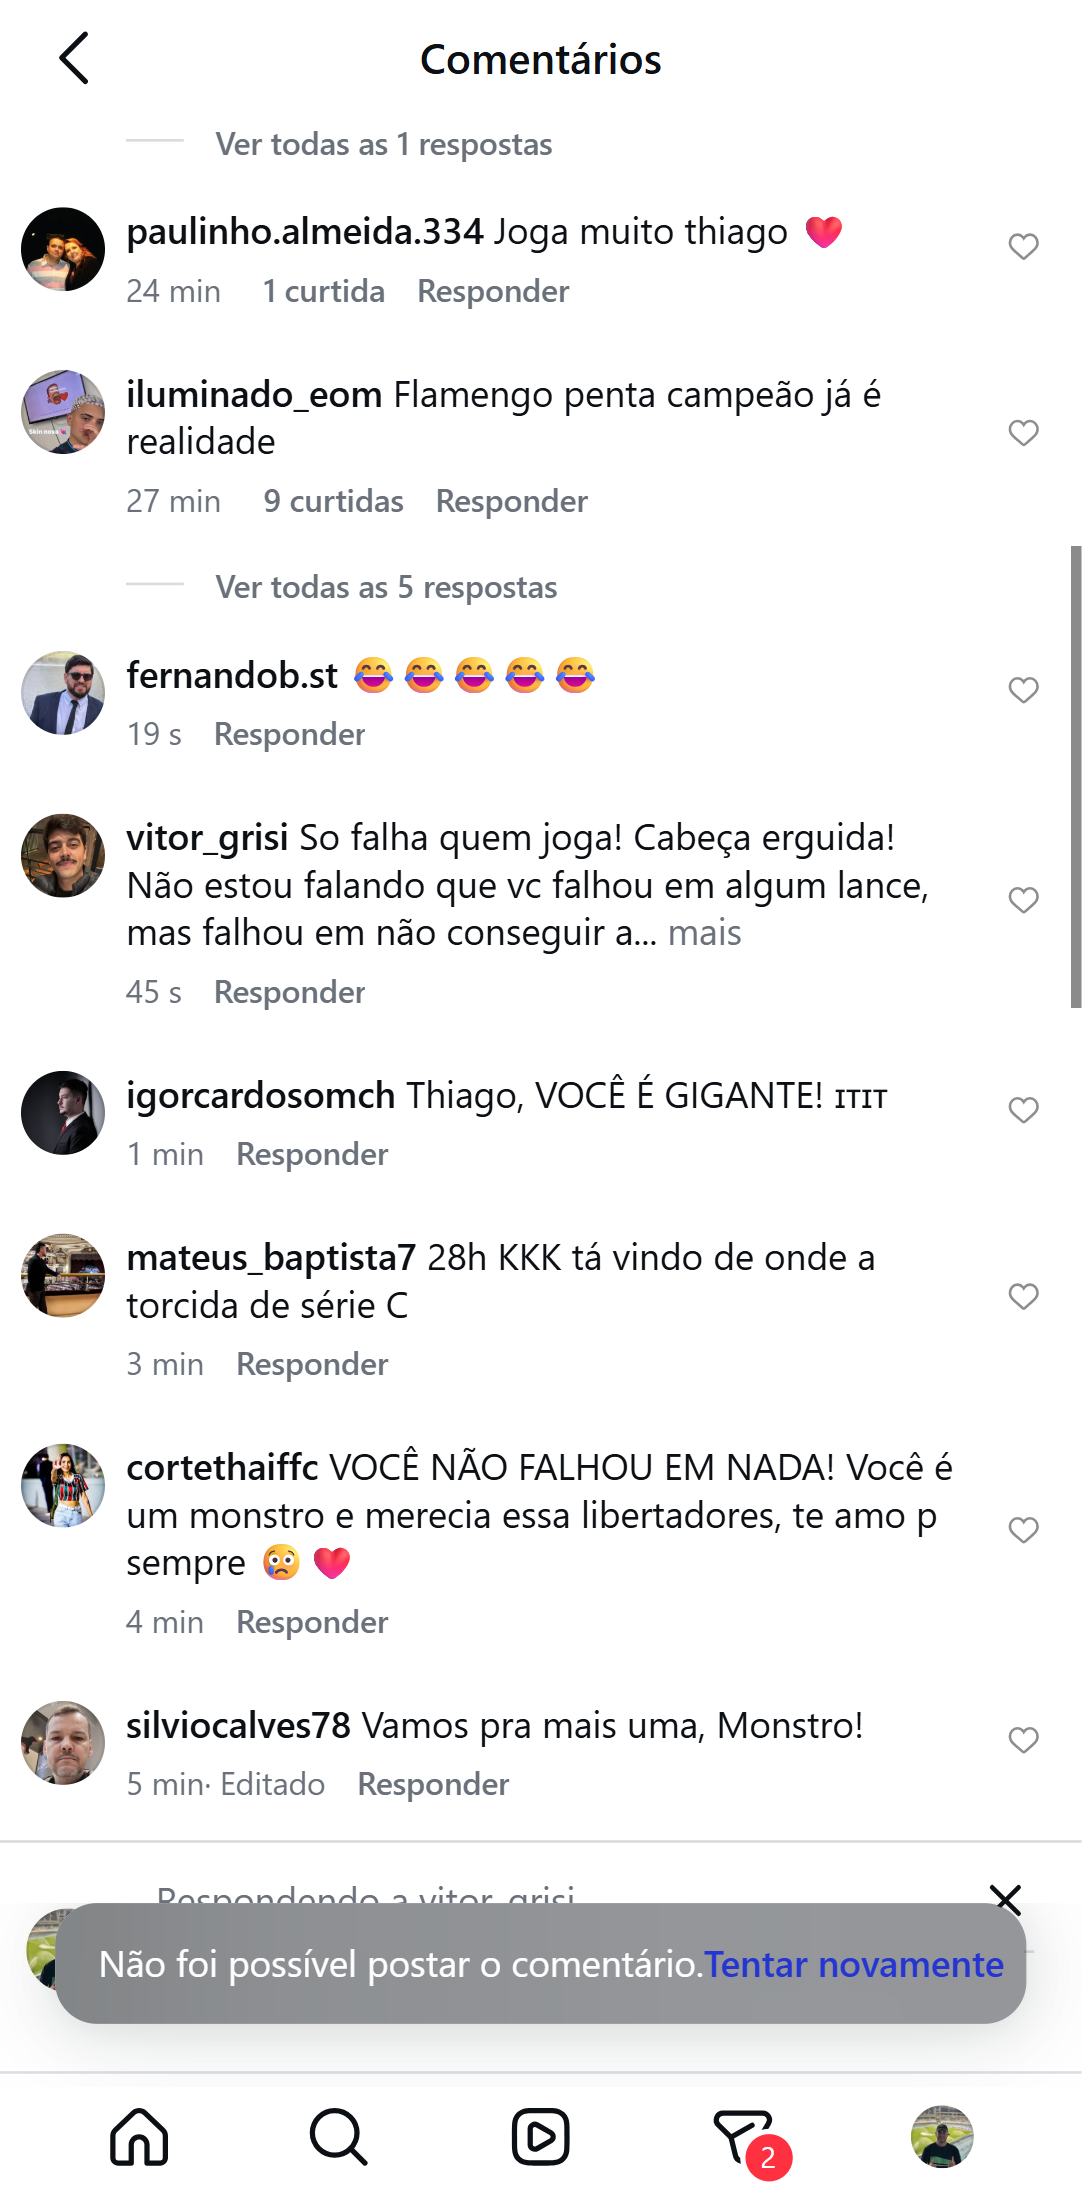 Comentários
Ver todas as 1 respostas
paulinho.almeida.334 Joga muito thiago ❤️
24 min 1 curtida Responder
iluminado_eom Flamengo penta campeão já é
realidade
27 min 9 curtidas Responder
Ver todas as 5 respostas
fernandob.st 😂😂😂😂😂
19 s Responder
vitor_grisi So falha quem joga! Cabeça erguida!
Não estou falando que vc falhou em algum lance,
mas falhou em não conseguir a... mais
45 s Responder
igorcardosomch Thiago, VOCÊ É GIGANTE! ɪᴛɪᴛ
1 min Responder
mateus_baptista7 28h KKK tá vindo de onde a
torcida de série C
3 min Responder
cortethaiffc VOCÊ NÃO FALHOU EM NADA! Você é
um monstro e merecia essa libertadores, te amo p
sempre 😢❤️
4 min Responder
silviocalves78 Vamos pra mais uma, Monstro!
5 min· Editado Responder
Respondendo a vitor_grisi
Não foi possível postar o comentário.Tentar novamente
2